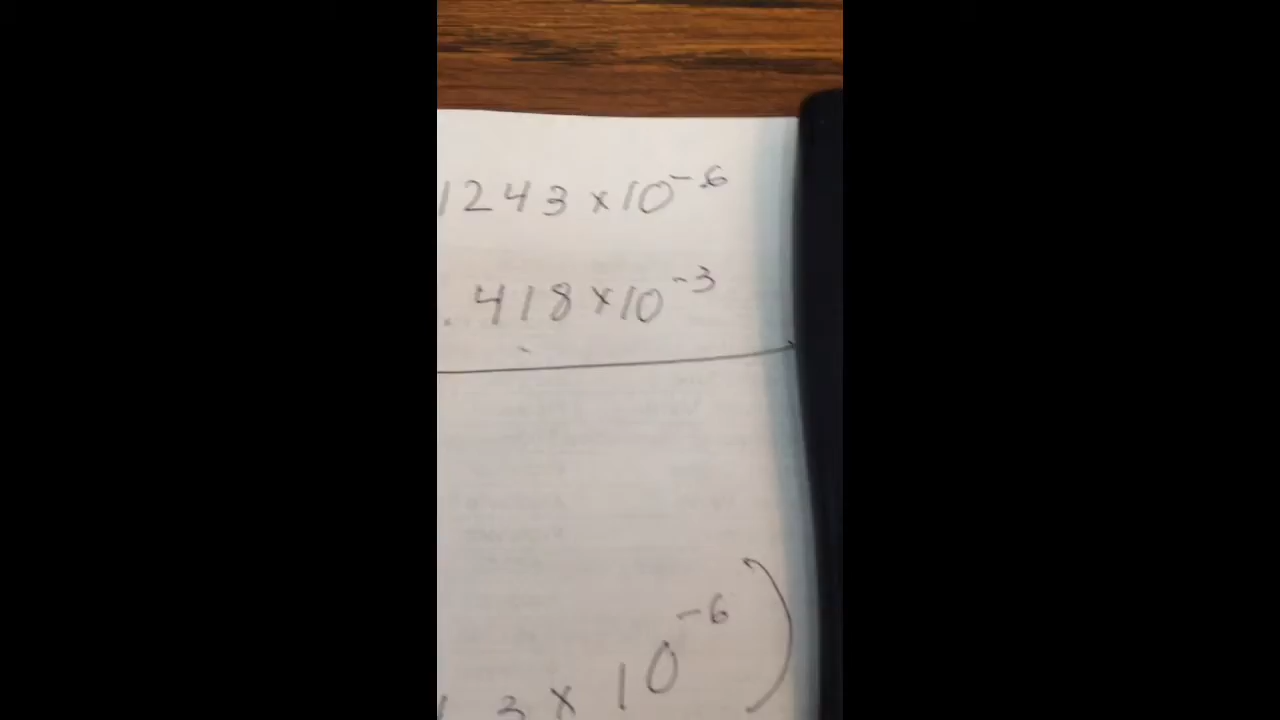 1243 × 10⁻⁶
.418 × 10⁻³
3 × 10⁻⁶ )